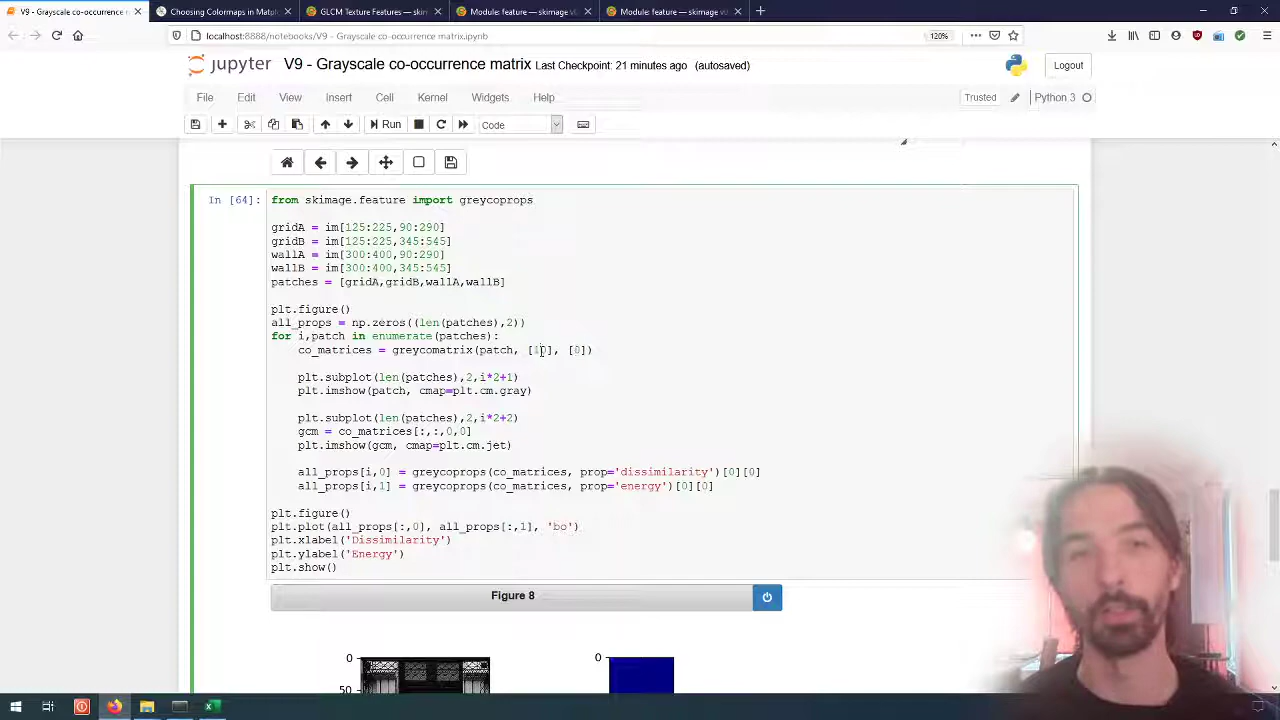 V9 - Grayscale co-occurrence m
Choosing Colormaps in Matpl
GLCM Texture Features — skim
Module: feature — skimage v0
Module: feature — skimage v0
localhost:8888/notebooks/V9 - Grayscale co-occurrence matrix.ipynb
120%
jupyter V9 - Grayscale co-occurrence matrix Last Checkpoint: 21 minutes ago (autosaved)
Logout
File Edit View Insert Cell Kernel Widgets Help
Trusted
Python 3
Run
Code
In [64]:
from skimage.feature import greycoprops
gridA = im[125:225,90:290]
gridB = im[125:225,345:545]
wallA = im[300:400,90:290]
wallB = im[300:400,345:545]
patches = [gridA,gridB,wallA,wallB]
plt.figure()
all_props = np.zeros((len(patches),2))
for i,patch in enumerate(patches):
co_matrices = greycomatrix(patch, [10], [0])
plt.subplot(len(patches),2,i*2+1)
plt.imshow(patch, cmap=plt.cm.gray)
plt.subplot(len(patches),2,i*2+2)
gcm = co_matrices[:,:,0,0]
plt.imshow(gcm, cmap=plt.cm.jet)
all_props[i,0] = greycoprops(co_matrices, prop='dissimilarity')[0][0]
all_props[i,1] = greycoprops(co_matrices, prop='energy')[0][0]
plt.figure()
plt.plot(all_props[:,0], all_props[:,1], 'bo')
plt.xlabel('Dissimilarity')
plt.ylabel('Energy')
plt.show()
Figure 8
0
0
50